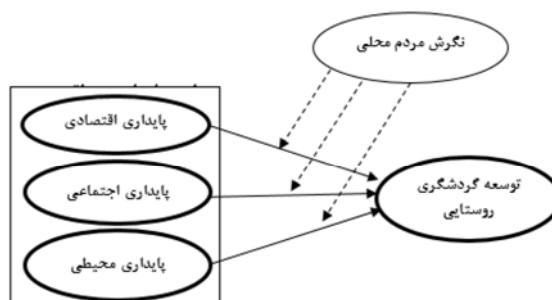 نگرش مردم محلی
پایداری اقتصادی
پایداری اجتماعی
پایداری محیطی
توسعه گردشگری
روستایی